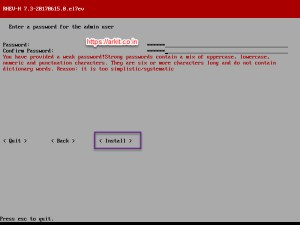 RHEV-H 7.3-20170615.0.el7ev
Enter a password for the admin user
https://arkit.co.in
Password:
Confirm Password:
You have provided a weak password!Strong passwords contain a mix of uppercase, lowercase,
numeric and punctuation characters. They are six or more characters long and do not contain
dictionary words. Reason: it is too simplistic/systematic
< Quit > < Back > < Install >
Press esc to quit.